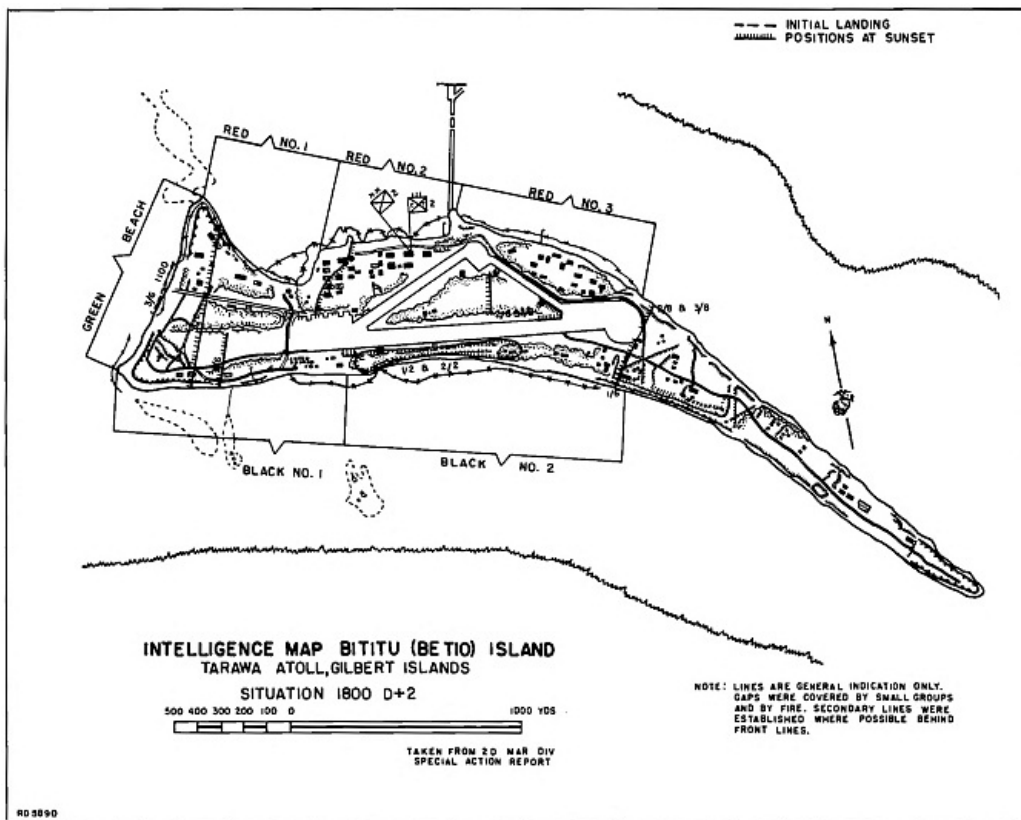 INITIAL LANDING
POSITIONS AT SUNSET
RED NO. 1
RED NO. 2
RED NO. 3
GREEN BEACH
3/6 1100
2
2
2/8 & 3/8
N
1/2 & 2/2
1/6
BLACK NO. 1
BLACK NO. 2
INTELLIGENCE MAP BITITU (BETIO) ISLAND
TARAWA ATOLL, GILBERT ISLANDS
SITUATION 1800 D+2
500 400 300 200 100 0 1000 YDS
TAKEN FROM 2D MAR DIV
SPECIAL ACTION REPORT
NOTE: LINES ARE GENERAL INDICATION ONLY.
GAPS WERE COVERED BY SMALL GROUPS
AND BY FIRE. SECONDARY LINES WERE
ESTABLISHED WHERE POSSIBLE BEHIND
FRONT LINES.
RD 5890